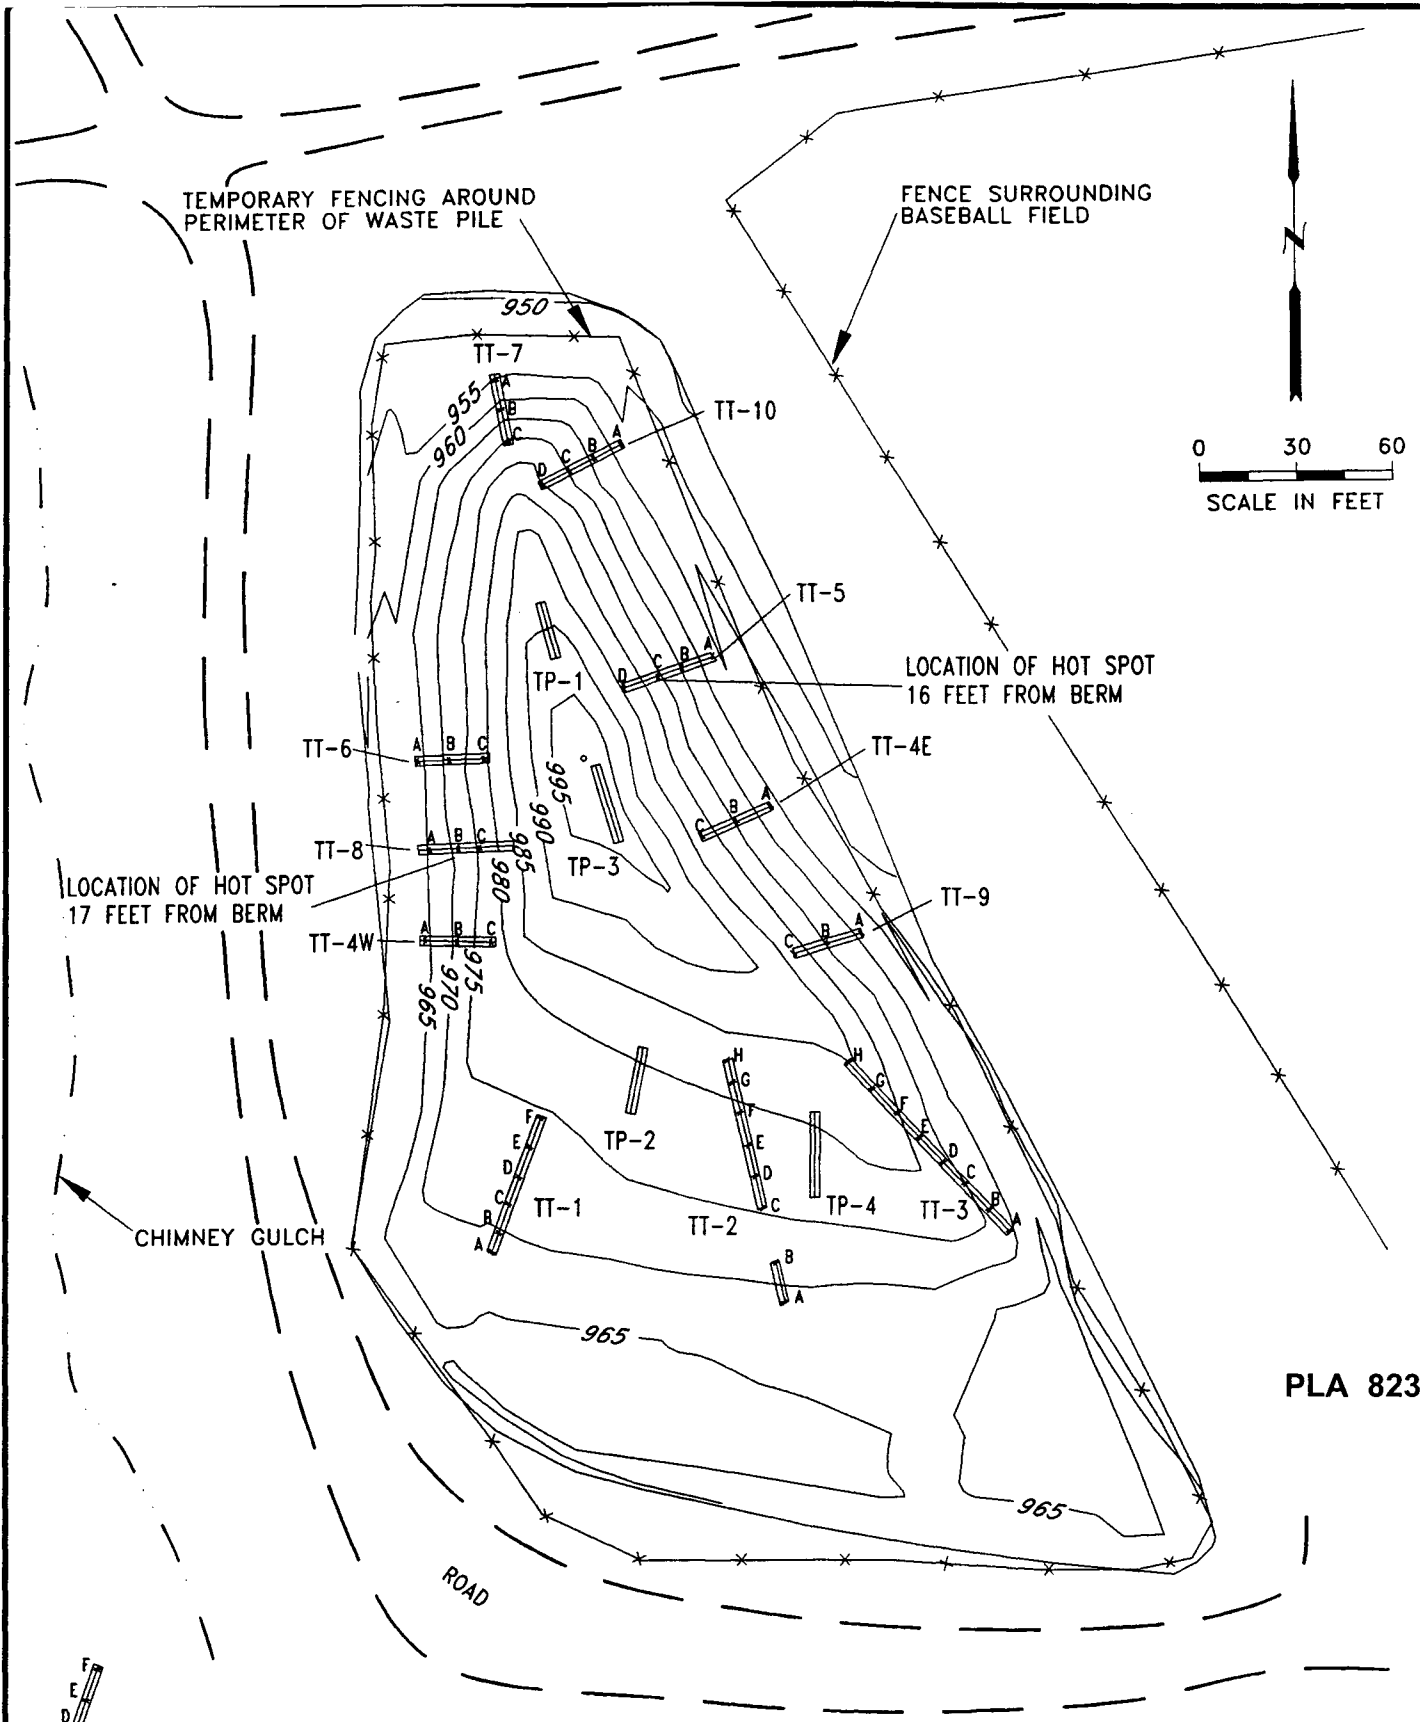 TEMPORARY FENCING AROUND
PERIMETER OF WASTE PILE
FENCE SURROUNDING
BASEBALL FIELD
N
0 30 60
SCALE IN FEET
950
TT-7
A
B
C
955
960
TT-10
A
B
C
D
TT-5
A
B
C
D
LOCATION OF HOT SPOT
16 FEET FROM BERM
TP-1
TT-6
A B C
TT-4E
A
B
C
995
990
985
980
TP-3
TT-8
A B C
LOCATION OF HOT SPOT
17 FEET FROM BERM
TT-9
A
B
C
TT-4W
A B C
975
970
965
H
G
F
E
D
C
TT-2
B
A
H
G
F
E
D
C
B
A
TT-3
TP-2
TP-4
F
E
D
C
B
A
TT-1
CHIMNEY GULCH
965
PLA 823
965
ROAD
F
E
D